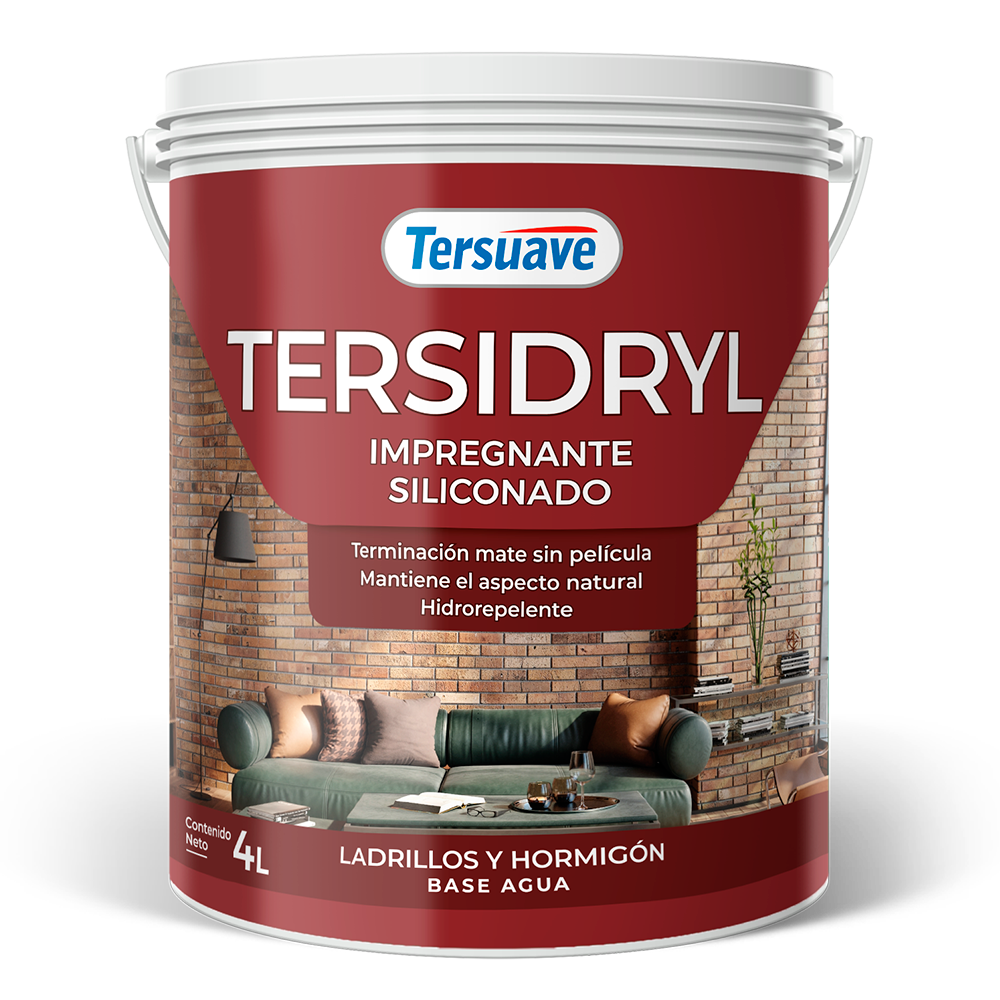 Tersuave
TERSIDRYL
IMPREGNANTE
SILICONADO
Terminación mate sin película
Mantiene el aspecto natural
Hidrorepelente
Contenido
Neto
4L
LADRILLOS Y HORMIGÓN
BASE AGUA